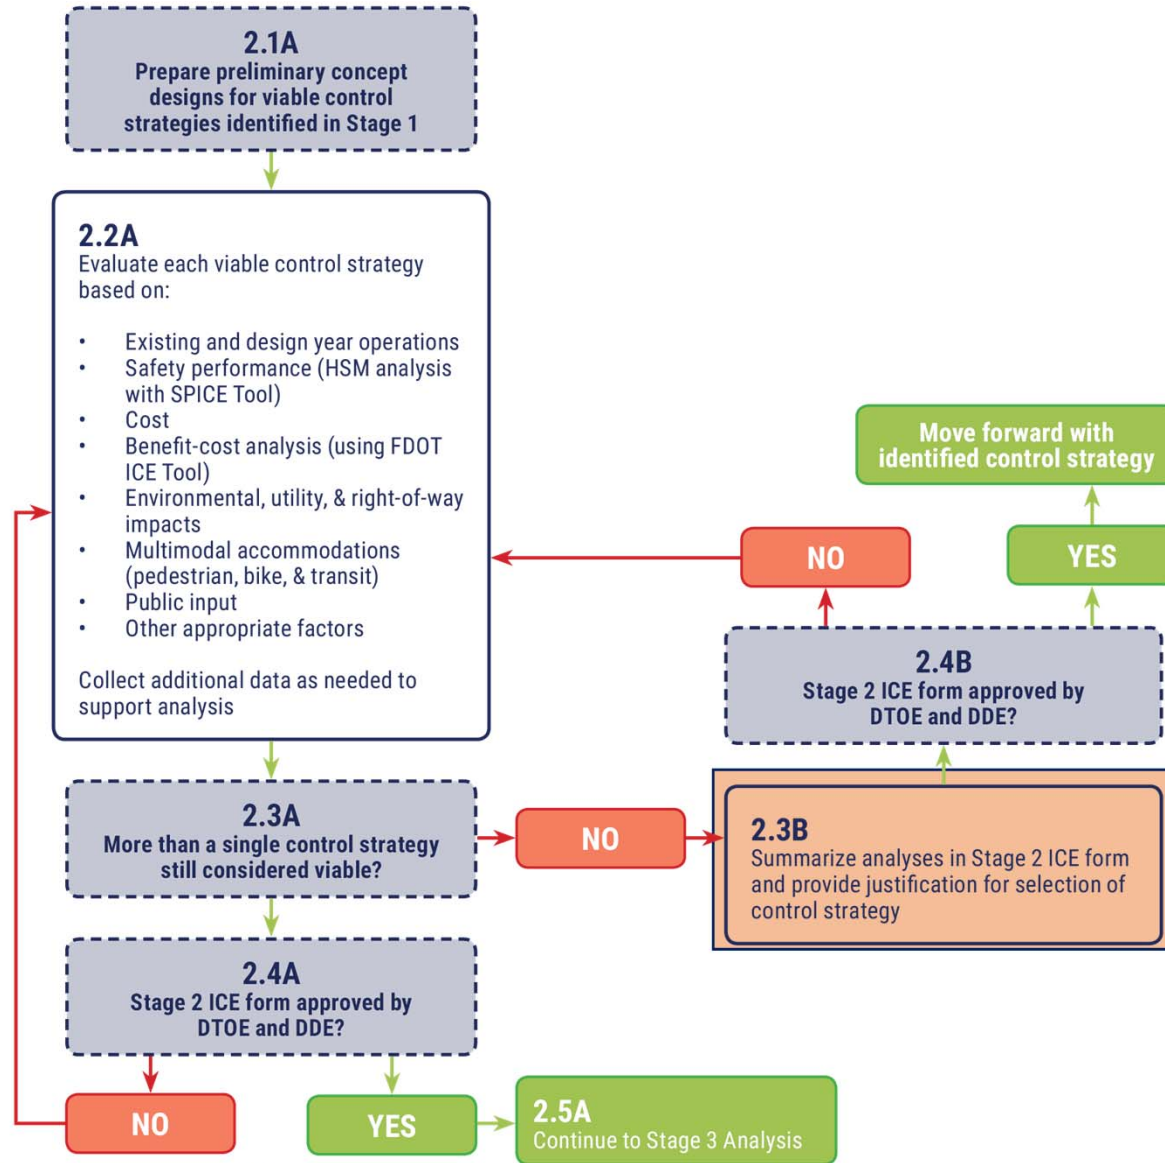 2.1A
Prepare preliminary concept
designs for viable control
strategies identified in Stage 1
2.2A
Evaluate each viable control strategy
based on:
• Existing and design year operations
• Safety performance (HSM analysis
with SPICE Tool)
• Cost
• Benefit-cost analysis (using FDOT
ICE Tool)
• Environmental, utility, & right-of-way
impacts
• Multimodal accommodations
(pedestrian, bike, & transit)
• Public input
• Other appropriate factors
Collect additional data as needed to
support analysis
2.3A
More than a single control strategy
still considered viable?
NO
2.3B
Summarize analyses in Stage 2 ICE form
and provide justification for selection of
control strategy
2.4B
Stage 2 ICE form approved by
DTOE and DDE?
NO
YES
Move forward with
identified control strategy
2.4A
Stage 2 ICE form approved by
DTOE and DDE?
NO
YES
2.5A
Continue to Stage 3 Analysis